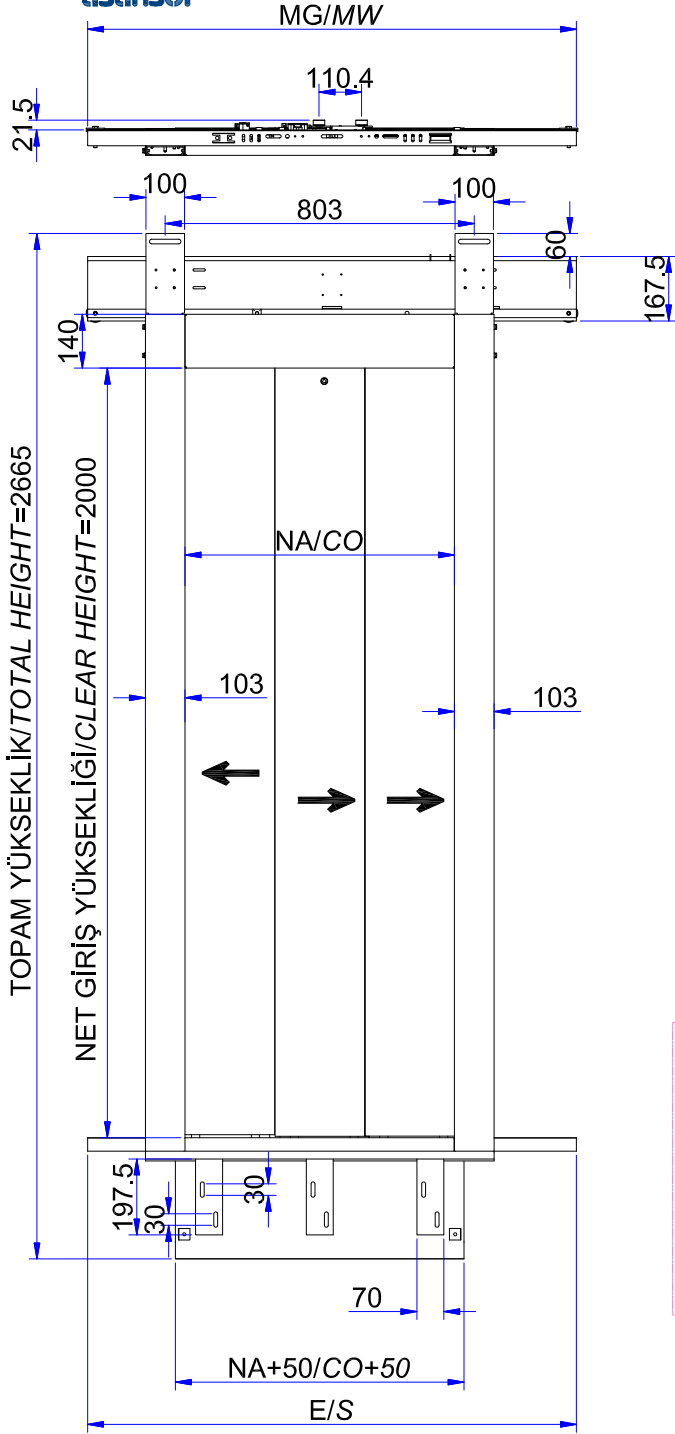 asansör
MG/MW
110.4
21.5
100
100
803
60
167.5
140
TOPAM YÜKSEKLİK/TOTAL HEIGHT=2665
NET GİRİŞ YÜKSEKLİĞİ/CLEAR HEIGHT=2000
NA/CO
103
103
197.5
30
30
70
NA+50/CO+50
E/S